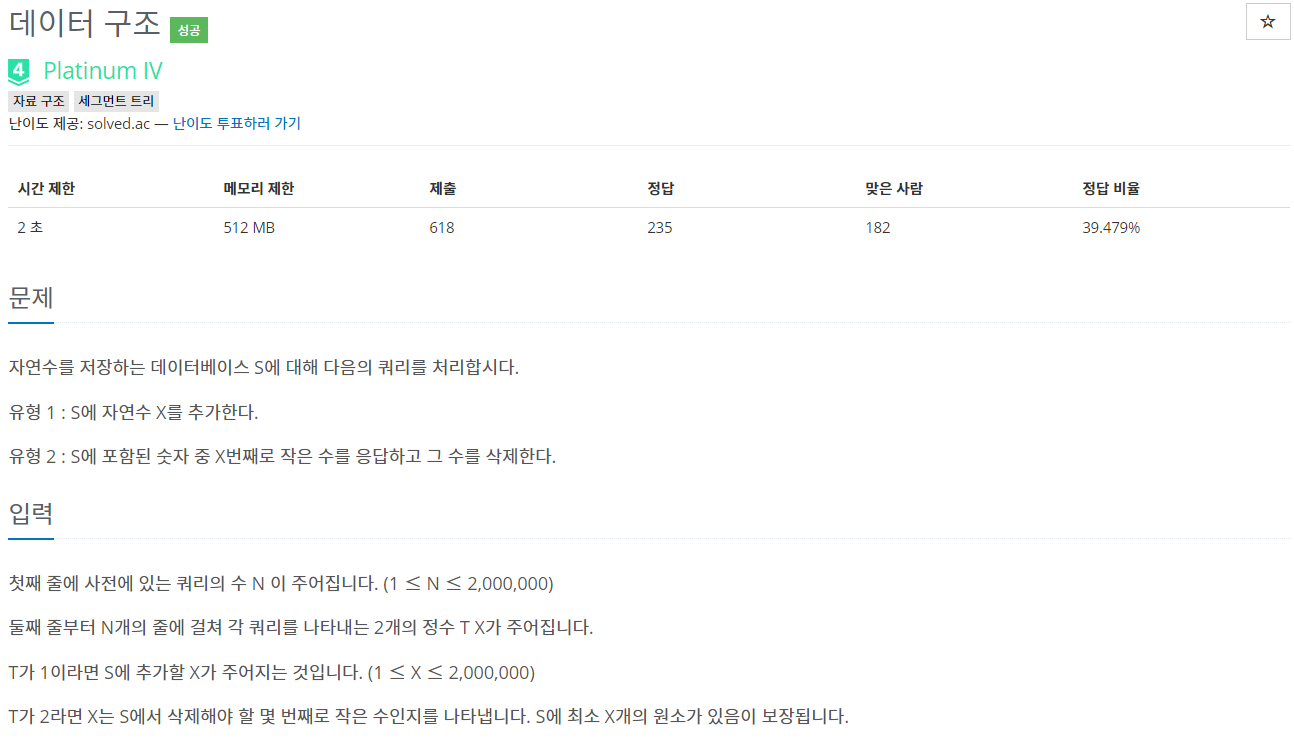 데이터 구조 성공
☆
4 Platinum IV
자료 구조 세그먼트 트리
난이도 제공: solved.ac — 난이도 투표하러 가기
시간 제한 메모리 제한 제출 정답 맞은 사람 정답 비율
2 초 512 MB 618 235 182 39.479%
문제
자연수를 저장하는 데이터베이스 S에 대해 다음의 쿼리를 처리합시다.
유형 1 : S에 자연수 X를 추가한다.
유형 2 : S에 포함된 숫자 중 X번째로 작은 수를 응답하고 그 수를 삭제한다.
입력
첫째 줄에 사전에 있는 쿼리의 수 N 이 주어집니다. (1 ≤ N ≤ 2,000,000)
둘째 줄부터 N개의 줄에 걸쳐 각 쿼리를 나타내는 2개의 정수 T X가 주어집니다.
T가 1이라면 S에 추가할 X가 주어지는 것입니다. (1 ≤ X ≤ 2,000,000)
T가 2라면 X는 S에서 삭제해야 할 몇 번째로 작은 수인지를 나타냅니다. S에 최소 X개의 원소가 있음이 보장됩니다.